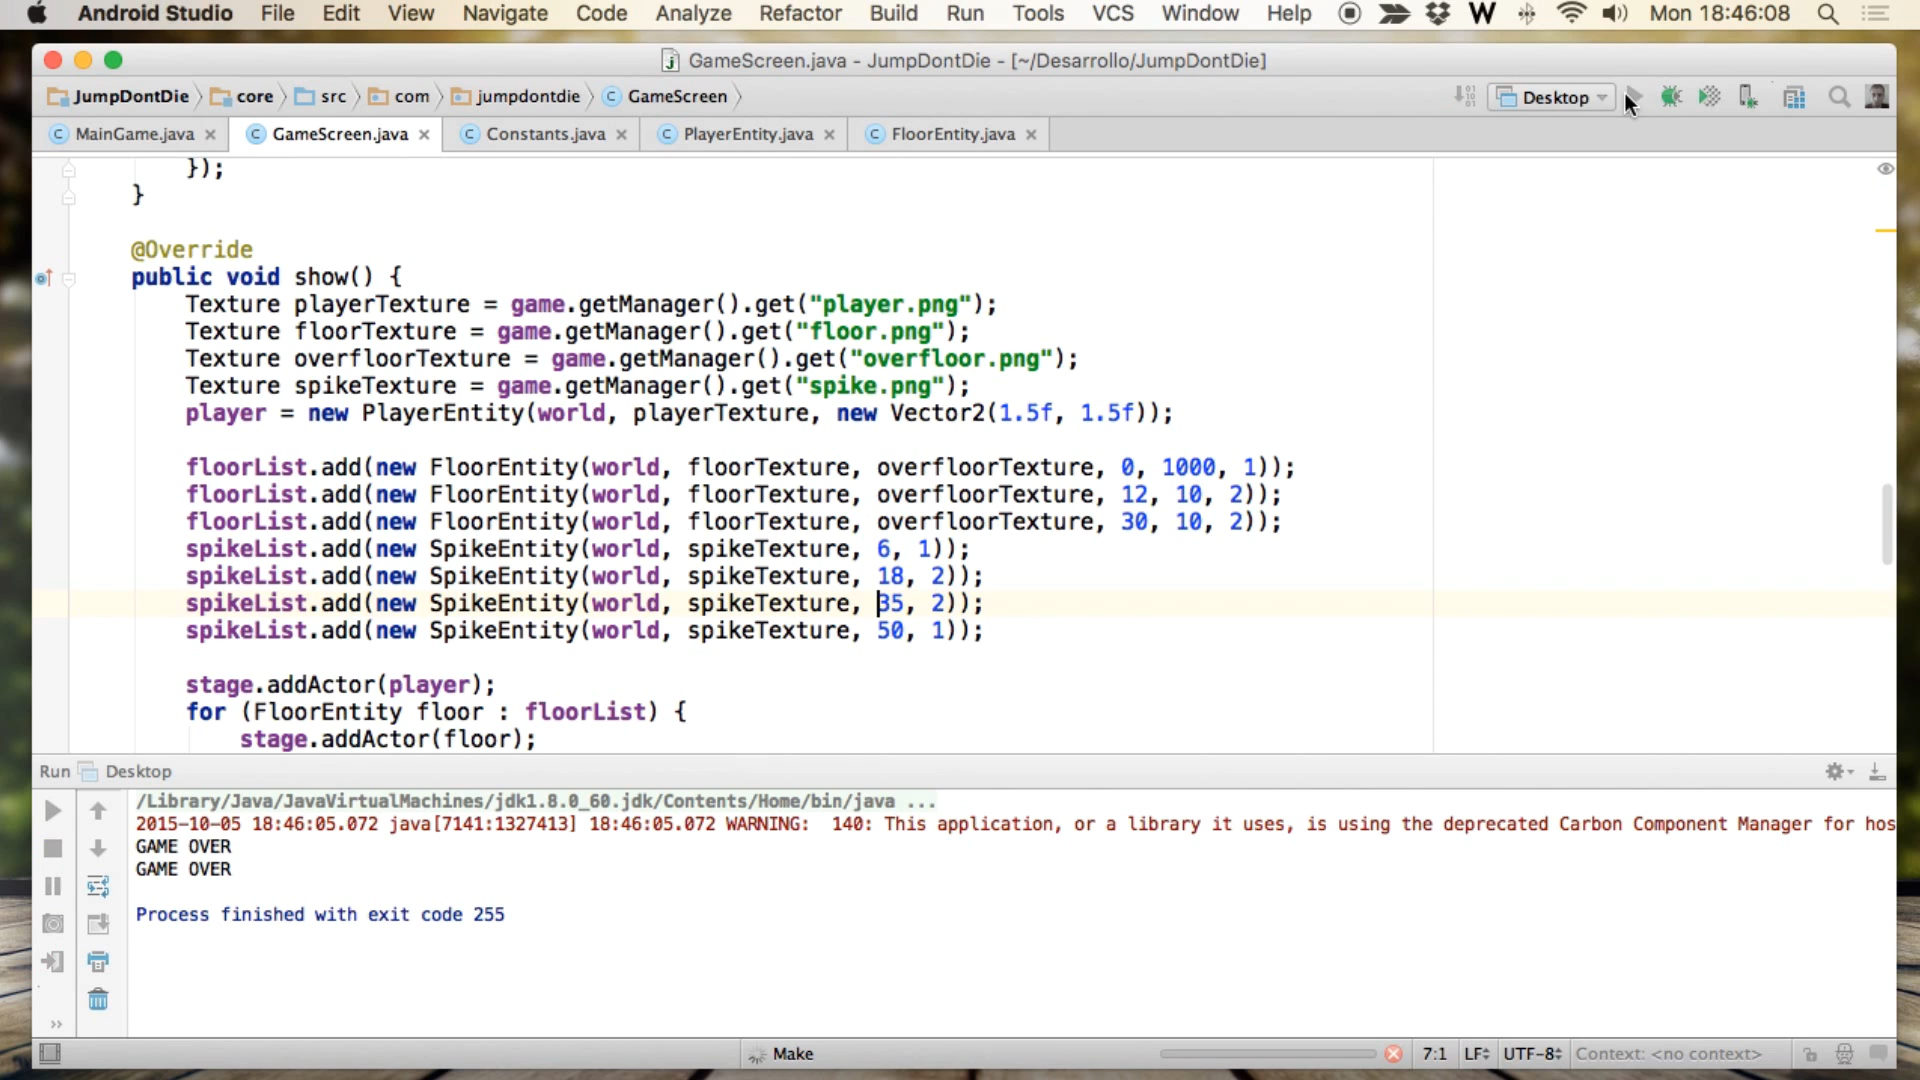 Android Studio File Edit View Navigate Code Analyze Refactor Build Run Tools VCS Window Help W Mon 18:46:08
GameScreen.java - JumpDontDie - [~/Desarrollo/JumpDontDie]
JumpDontDie core src com jumpdontdie GameScreen Desktop
MainGame.java GameScreen.java Constants.java PlayerEntity.java FloorEntity.java
});
}
@Override
public void show() {
Texture playerTexture = game.getManager().get("player.png");
Texture floorTexture = game.getManager().get("floor.png");
Texture overfloorTexture = game.getManager().get("overfloor.png");
Texture spikeTexture = game.getManager().get("spike.png");
player = new PlayerEntity(world, playerTexture, new Vector2(1.5f, 1.5f));
floorList.add(new FloorEntity(world, floorTexture, overfloorTexture, 0, 1000, 1));
floorList.add(new FloorEntity(world, floorTexture, overfloorTexture, 12, 10, 2));
floorList.add(new FloorEntity(world, floorTexture, overfloorTexture, 30, 10, 2));
spikeList.add(new SpikeEntity(world, spikeTexture, 6, 1));
spikeList.add(new SpikeEntity(world, spikeTexture, 18, 2));
spikeList.add(new SpikeEntity(world, spikeTexture, 35, 2));
spikeList.add(new SpikeEntity(world, spikeTexture, 50, 1));
stage.addActor(player);
for (FloorEntity floor : floorList) {
stage.addActor(floor);
Run Desktop
/Library/Java/JavaVirtualMachines/jdk1.8.0_60.jdk/Contents/Home/bin/java ...
2015-10-05 18:46:05.072 java[7141:1327413] 18:46:05.072 WARNING:  140: This application, or a library it uses, is using the deprecated Carbon Component Manager for hos
GAME OVER
GAME OVER
Process finished with exit code 255
Make 7:1 LF UTF-8 Context: <no context>